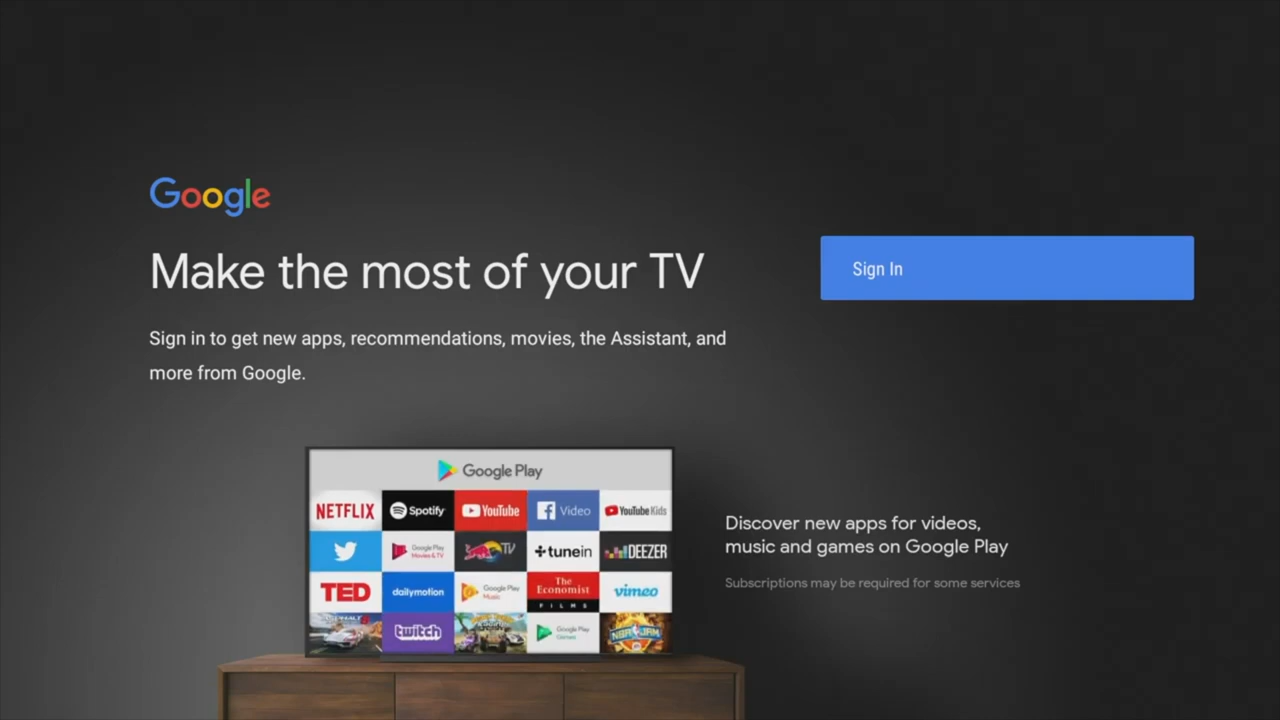 Google
Make the most of your TV
Sign In
Sign in to get new apps, recommendations, movies, the Assistant, and
more from Google.
Google Play
NETFLIX
Spotify
YouTube
Video
YouTube Kids
Google Play
Movies & TV
TV
tunein
DEEZER
TED
dailymotion
Google Play
Music
The
Economist
FILMS
vimeo
twitch
Google Play
Games
NBA JAM
Discover new apps for videos,
music and games on Google Play
Subscriptions may be required for some services